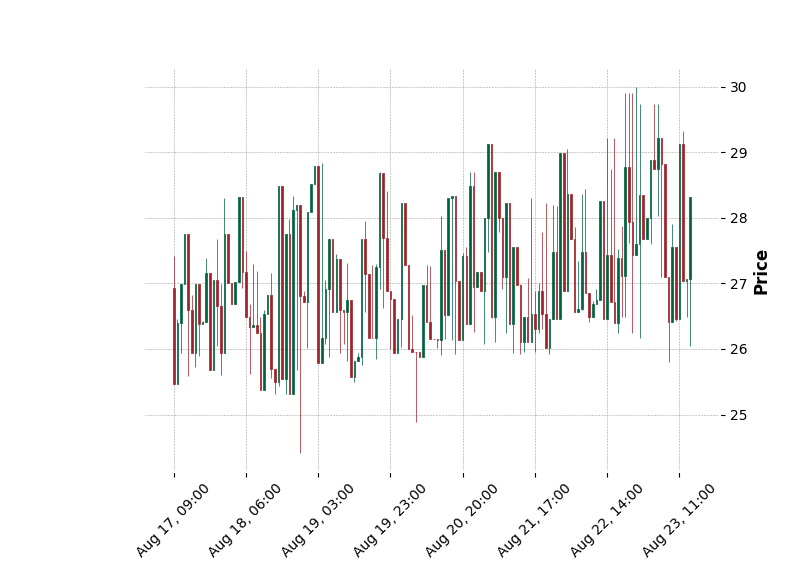 30
29
28
27
26
25
Price
Aug 17, 09:00
Aug 18, 06:00
Aug 19, 03:00
Aug 19, 23:00
Aug 20, 20:00
Aug 21, 17:00
Aug 22, 14:00
Aug 23, 11:00